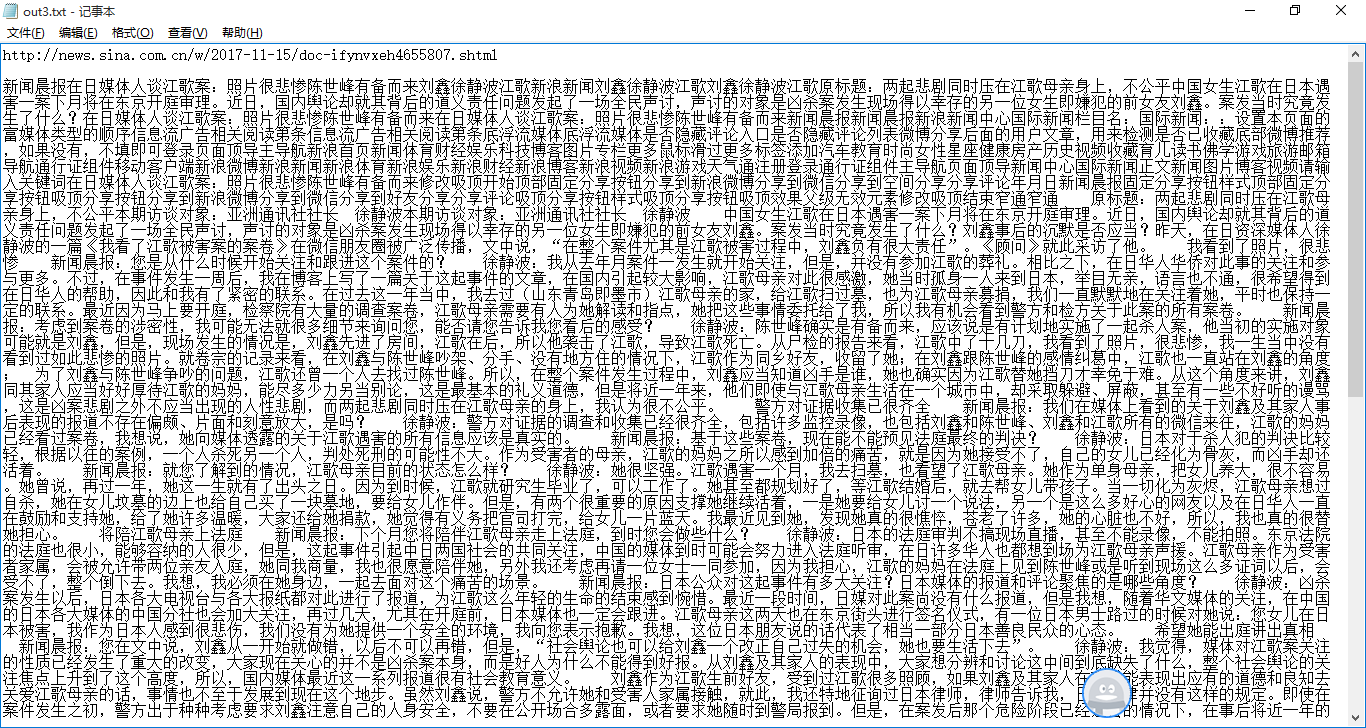 out3.txt - 记事本
文件(F) 编辑(E) 格式(O) 查看(V) 帮助(H)
http://news.sina.com.cn/w/2017-11-15/doc-ifynvxeh4655807.shtml
新闻晨报在日媒体人谈江歌案：照片很悲惨陈世峰有备而来刘鑫徐静波江歌新浪新闻刘鑫徐静波江歌刘鑫徐静波江歌原标题：两起悲剧同时压在江歌母亲身上，不公平中国女生江歌在日本遇
害一案下月将在东京开庭审理。近日，国内舆论却就其背后的道义责任问题发起了一场全民声讨，声讨的对象是凶杀案发生现场得以幸存的另一位女生即嫌犯的前女友刘鑫。案发当时究竟发
生了什么？在日媒体人谈江歌案：照片很悲惨陈世峰有备而来在日媒体人谈江歌案：照片很悲惨陈世峰有备而来新闻晨报新闻晨报新浪新闻中心国际新闻栏目名：国际新闻：：设置本页面的
富媒体类型的顺序信息流广告相关阅读第条信息流广告相关阅读第条底浮流媒体底浮流媒体是否隐藏评论入口是否隐藏评论列表微博分享后面的用户文章，用来检测是否已收藏底部微博推荐
，如果没有，不填即可登录页面顶导主导航新浪首页新闻体育财经娱乐科技博客图片专栏更多鼠标滑过更多标签添加汽车教育时尚女性星座健康房产历史视频收藏育儿读书佛学游戏旅游邮箱
导航通行证组件移动客户端新浪微博新浪新闻新浪体育新浪娱乐新浪财经新浪数码新浪博客新浪视频新浪游戏天气通注册登录通行证组件主导航页面顶导新闻中心国际新闻正文新闻图片博客视频请输
入关键词在日媒体人谈江歌案：照片很悲惨陈世峰有备而来修改吸顶开始顶部固定分享按钮分享到新浪微博分享到微信分享到空间分享分享评论年月日新闻晨报固定分享按钮样式顶部固定分
享按钮吸顶分享按钮分享到新浪微博分享到微信分享到好友分享分享评论吸顶分享按钮样式吸顶分享按钮吸顶效果义级无效元素修改吸顶结束窄通窄通　　原标题：两起悲剧同时压在江歌母
亲身上，不公平本期访谈对象：亚洲通讯社社长　徐静波本期访谈对象：亚洲通讯社社长　徐静波　　中国女生江歌在日本遇害一案下月将在东京开庭审理。近日，国内舆论却就其背后的道
义责任问题发起了一场全民声讨，声讨的对象是凶杀案发生现场得以幸存的另一位女生即嫌犯的前女友刘鑫。案发当时究竟发生了什么？刘鑫事后的沉默是否应当？昨天，在日资深媒体人徐
静波的一篇《我看了江歌被害案的案卷》在微信朋友圈被广泛传播，文中说，“在整个案件尤其是江歌被害过程中，刘鑫负有很大责任”。《顾问》就此采访了他。　　我看到了照片，很悲
惨　　新闻晨报：您是从什么时候开始关注和跟进这个案件的？　　徐静波：我从去年月案件一发生就开始关注，但是，并没有参加江歌的葬礼。相比之下，在日华人华侨对此事的关注和参
与更多。不过，在事件发生一周后，我在博客上写了一篇关于这起事件的文章，在国内引起较大影响，江歌母亲对此很感激，她当时孤身一人来到日本，举目无亲，语言也不通，很希望得到
在日华人的帮助，因此和我有了紧密的联系。在过去这一年当中，我去过（山东青岛即墨市）江歌母亲的家，给江歌扫过墓，也为江歌母亲募捐，我们一直默默地在关注着她，平时也保持一
定的联系。最近因为马上要开庭，检察院有大量的调查案卷，江歌母亲需要有人为她解读和指点，她把这些事情委托给了我，所以我有机会看到警方和检方关于此案的所有案卷。　　新闻晨
报：考虑到案卷的涉密性，我可能无法就很多细节来询问您，能否请您告诉我您看后的感受？　　徐静波：陈世峰确实是有备而来，应该说是有计划地实施了一起杀人案，他当初的实施对象
可能就是刘鑫，但是，现场发生的情况是，刘鑫先进了房间，江歌在后，所以他袭击了江歌，导致江歌死亡。从尸检的报告来看，江歌中了十几刀，我看到了照片，很悲惨，我一生当中没有
看到过如此悲惨的照片。就卷宗的记录来看，在刘鑫与陈世峰吵架、分手、没有地方住的情况下，江歌作为同乡好友，收留了她；在刘鑫跟陈世峰的感情纠葛中，江歌也一直站在刘鑫的角度
；　为了刘鑫与陈世峰争吵的问题，江歌还曾一个人去找过陈世峰。所以，在整个案件发生过程中，刘鑫应当知道凶手是谁，她也确实因为江歌替她挡刀才幸免于难。从这个角度来讲，刘鑫
同其家人应当好好厚待江歌的妈妈，能尽多少力另当别论，这是最基本的礼义道德，但是将近一年来，他们即使与江歌母亲生活在一个城市中，却采取躲避、屏蔽，甚至有一些不好听的谩骂
，这是凶案悲剧之外不应当出现的人性悲剧，而两起悲剧同时压在江歌母亲的身上，我认为很不公平。　　警方对证据收集已很齐全　　新闻晨报：我们在媒体上看到的关于刘鑫及其家人事
后表现的报道不存在偏颇、片面和刻意放大，是吗？　　徐静波：警方对证据的调查和收集已经很齐全，包括许多监控录像，也包括刘鑫和陈世峰、刘鑫和江歌所有的微信来往，江歌的妈妈
已经看过案卷，我想说，她向媒体透露的关于江歌遇害的所有信息应该是真实的。　　新闻晨报：基于这些案卷，现在能不能预见法庭最终的判决？　　徐静波：日本对于杀人犯的判决比较
轻，根据以往的案例，一个人杀死另一个人，判处死刑的可能性不大。作为受害者的母亲，江歌的妈妈之所以感到加倍的痛苦，就是因为她接受不了，自己的女儿已经化为骨灰，而凶手却还
活着。　　新闻晨报：就您了解到的情况，江歌母亲目前的状态怎么样？　　徐静波：她很坚强。江歌遇害一个月，我去扫墓，也看望了江歌母亲。她作为单身母亲，把女儿养大，很不容易
。她曾说，再过一年，她这一生就有了出头之日。因为到时候，江歌就研究生毕业了，可以工作了。她甚至都规划好了，等江歌结婚后，就去帮女儿带孩子。当一切化为灰烬，江歌母亲想过
自杀，她在女儿坟墓的边上也给自己买了一块墓地，要给女儿作伴。但是，有两个很重要的原因支撑她继续活着，一是她要给女儿讨一个说法，另一个是这么多好心的网友以及在日华人一直
在鼓励和支持她，给了她许多温暖，大家还给她捐款，她觉得有义务把官司打完，给女儿一片蓝天。我最近见到她，发现她真的很憔悴，苍老了许多，她的心脏也不好，所以，我也真的很替
她担心。　　将陪江歌母亲上法庭　　新闻晨报：下个月您将陪伴江歌母亲走上法庭，到时您会做些什么？　　徐静波：日本的法庭审判不搞现场直播，甚至不能录像，不能拍照。东京法院
的法庭也很小，能够容纳的人很少，但是，这起事件引起中日两国社会的共同关注，中国的媒体到时可能会努力进入法庭听审，在日许多华人也都想到场为江歌母亲声援。江歌母亲作为受害
者家属，会被允许带两位亲友入庭，她同我商量，我也很愿意陪伴她，另外我还考虑再请一位女士一同参加，因为我担心，江歌的妈妈在法庭上见到陈世峰或是听到现场这么多证词以后，会
受不了，整个倒下去。我想，我必须在她身边，一起去面对这个痛苦的场景。　　新闻晨报：日本公众对这起事件有多大关注？日本媒体的报道和评论聚焦的是哪些角度？　　徐静波：凶杀
案发生以后，日本各大电视台与各大报纸都对此进行了报道，为江歌这么年轻的生命的结束感到惋惜。最近一段时间，日媒对此案尚没有什么报道，但是我想，随着华文媒体的关注，在中国
的日本各大媒体的中国分社也会加大关注，再过几天，尤其在开庭前，日本媒体也一定会跟进。江歌母亲这两天也在东京街头进行签名仪式，有一位日本男士路过的时候对她说：您女儿在日
本被害，我作为日本人感到很悲伤，我们没有为她提供一个安全的环境，我向您表示抱歉。我想，这位日本朋友说的话代表了相当一部分日本善良民众的心态。　　希望她能出庭讲出真相
　新闻晨报：您在文中说，刘鑫从一开始就做错，以后不可以再错，但是，“社会舆论也可以给刘鑫一个改正自己过失的机会，她也要生活下去”。　　徐静波：我觉得，媒体对江歌案关注
的性质已经发生了重大的改变，大家现在关心的并不是凶杀案本身，而是好人为什么不能得到好报。从刘鑫及其家人的表现中，大家想分辨和讨论这中间到底缺失了什么，整个社会舆论的关
注焦点上升到了这个高度，所以，国内媒体最近这一系列报道很有社会教育意义。　　刘鑫作为去年案发后，受到过江歌很多照顾，如果刘鑫及其家人在
关爱江歌母亲的话，事情也不至于发展到现在这个地步。虽然刘鑫说，警方不允许她和受害人家属接触，就此，我还特地征询过日本律师，律师告诉我，日 并没有这样的规定。即使在
案件发生之初，警方出于种种考虑要求刘鑫注意自己的人身安全，不要在公开场合多露面，或者要求她随时到警局报到。但是，在案发后那个危险阶段已经 的情况下，在事后将近一年的